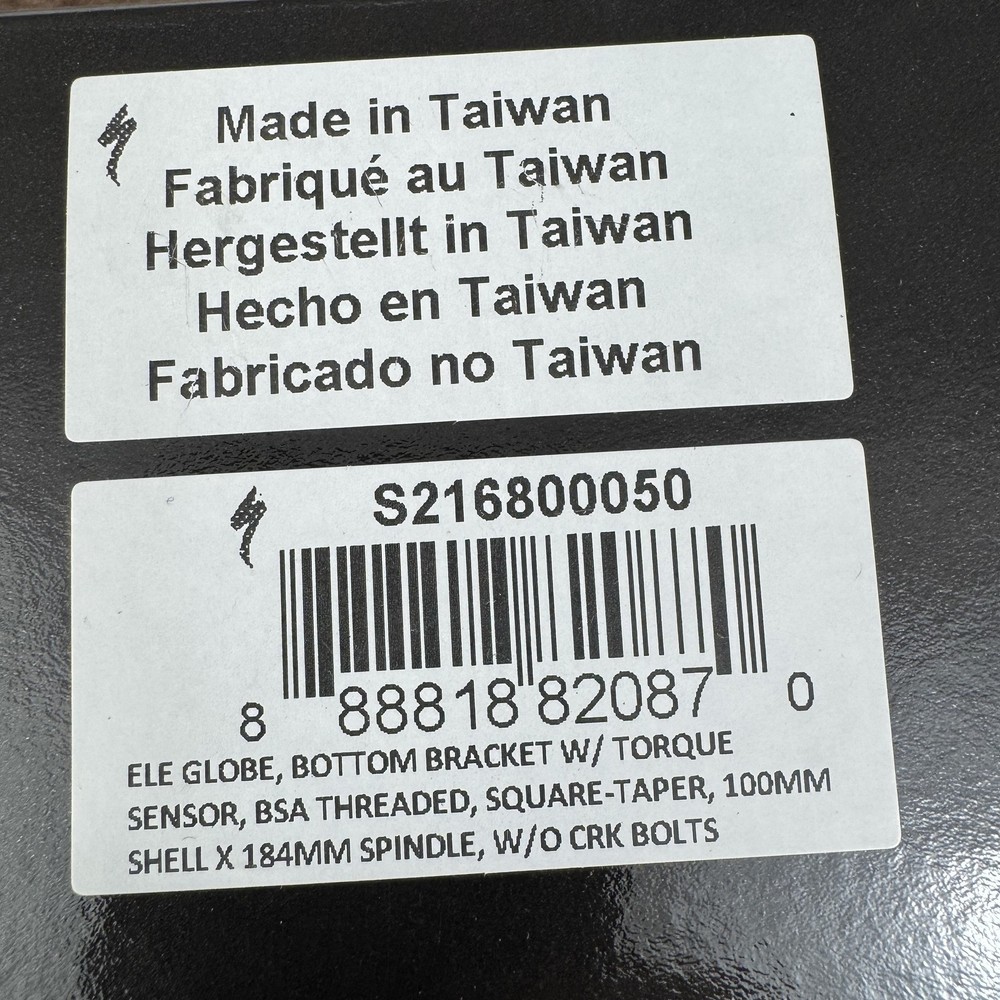 Made in Taiwan
Fabriqué au Taiwan
Hergestellt in Taiwan
Hecho en Taiwan
Fabricado no Taiwan
S216800050
8 88818 82087 0
ELE GLOBE, BOTTOM BRACKET W/ TORQUE
SENSOR, BSA THREADED, SQUARE-TAPER, 100MM
SHELL X 184MM SPINDLE, W/O CRK BOLTS